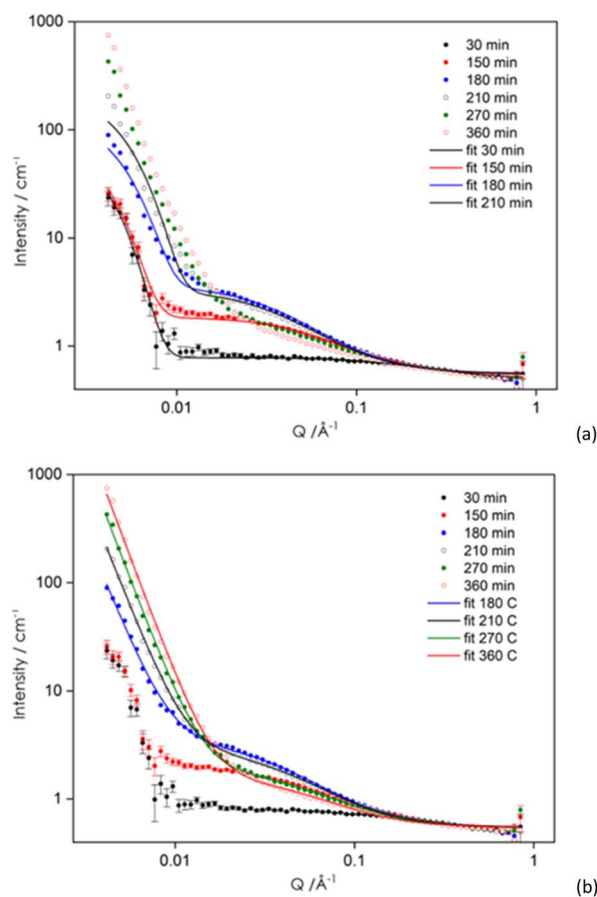 1000
100
10
1
Intensity / cm⁻¹
30 min
150 min
180 min
210 min
270 min
360 min
fit 30 min
fit 150 min
fit 180 min
fit 210 min
0.01
0.1
1
Q /Å⁻¹
(a)
1000
100
10
1
Intensity / cm⁻¹
30 min
150 min
180 min
210 min
270 min
360 min
fit 180 C
fit 210 C
fit 270 C
fit 360 C
0.01
0.1
1
Q /Å⁻¹
(b)